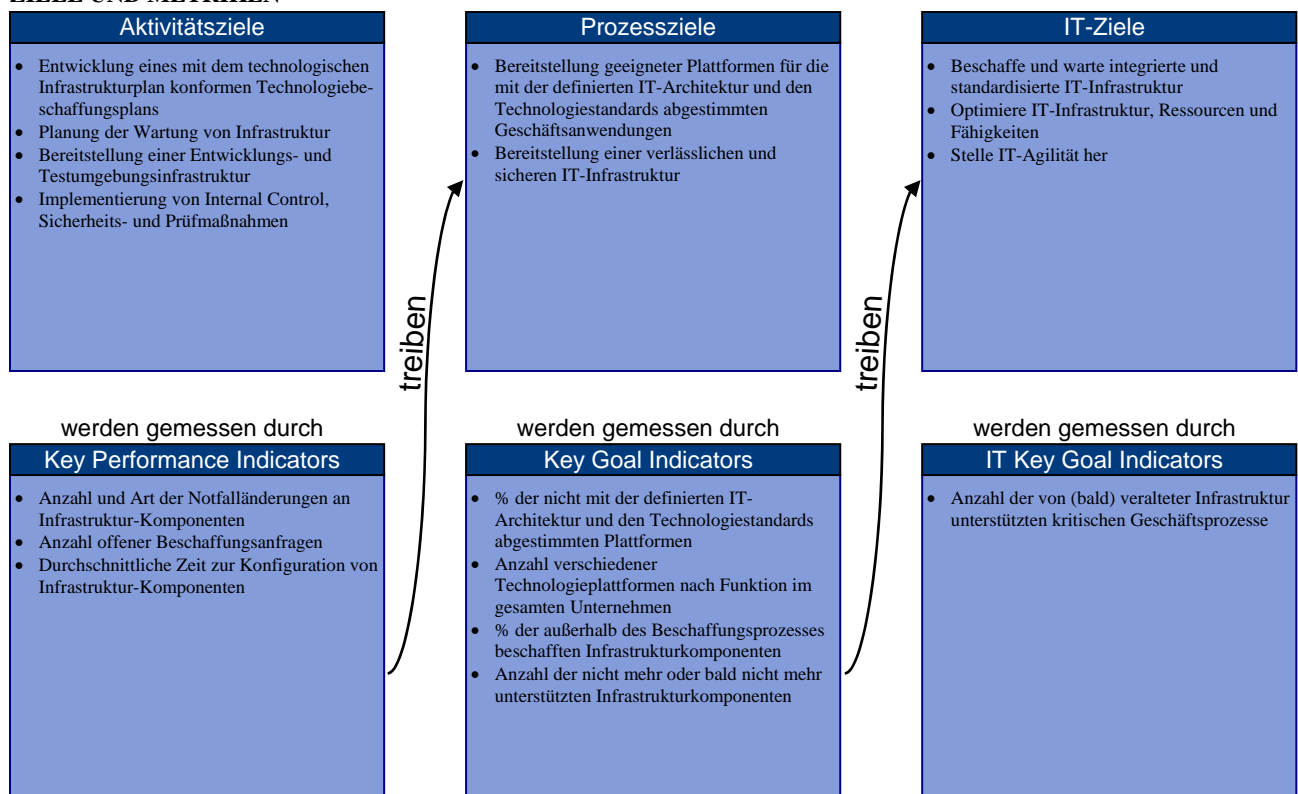 ZIELE UND METRIKEN
Aktivitätsziele
• Entwicklung eines mit dem technologischen
Infrastrukturplan konformen Technologiebe-
schaffungsplans
• Planung der Wartung von Infrastruktur
• Bereitstellung einer Entwicklungs- und
Testumgebungsinfrastruktur
• Implementierung von Internal Control,
Sicherheits- und Prüfmaßnahmen
Prozessziele
• Bereitstellung geeigneter Plattformen für die
mit der definierten IT-Architektur und den
Technologiestandards abgestimmten
Geschäftsanwendungen
• Bereitstellung einer verlässlichen und
sicheren IT-Infrastruktur
IT-Ziele
• Beschaffe und warte integrierte und
standardisierte IT-Infrastruktur
• Optimiere IT-Infrastruktur, Ressourcen und
Fähigkeiten
• Stelle IT-Agilität her
treiben
treiben
werden gemessen durch
Key Performance Indicators
• Anzahl und Art der Notfalländerungen an
Infrastruktur-Komponenten
• Anzahl offener Beschaffungsanfragen
• Durchschnittliche Zeit zur Konfiguration von
Infrastruktur-Komponenten
werden gemessen durch
Key Goal Indicators
• % der nicht mit der definierten IT-
Architektur und den Technologiestandards
abgestimmten Plattformen
• Anzahl verschiedener
Technologieplattformen nach Funktion im
gesamten Unternehmen
• % der außerhalb des Beschaffungsprozesses
beschafften Infrastrukturkomponenten
• Anzahl der nicht mehr oder bald nicht mehr
unterstützten Infrastrukturkomponenten
werden gemessen durch
IT Key Goal Indicators
• Anzahl der von (bald) veralteter Infrastruktur
unterstützten kritischen Geschäftsprozesse